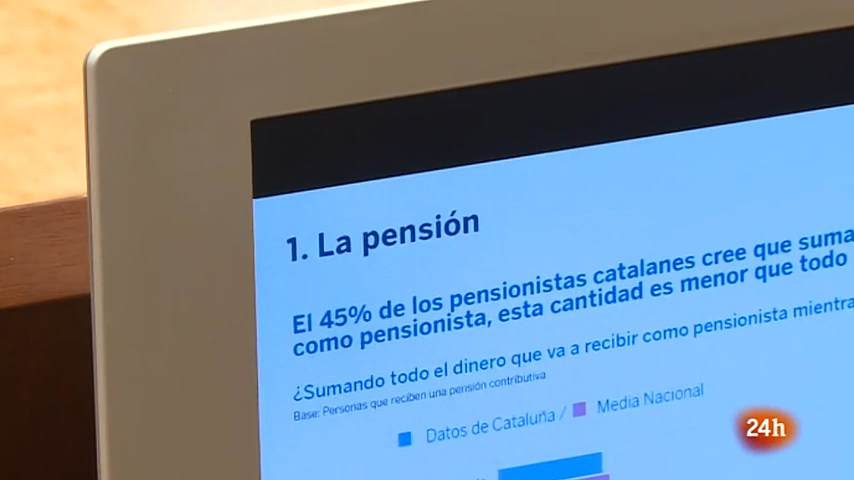 1. La pensión
El 45% de los pensionistas catalanes cree que suma
como pensionista, esta cantidad es menor que todo
¿Sumando todo el dinero que va a recibir como pensionista mientra
Base: Personas que reciben una pensión contributiva
Datos de Cataluña / Media Nacional
24h